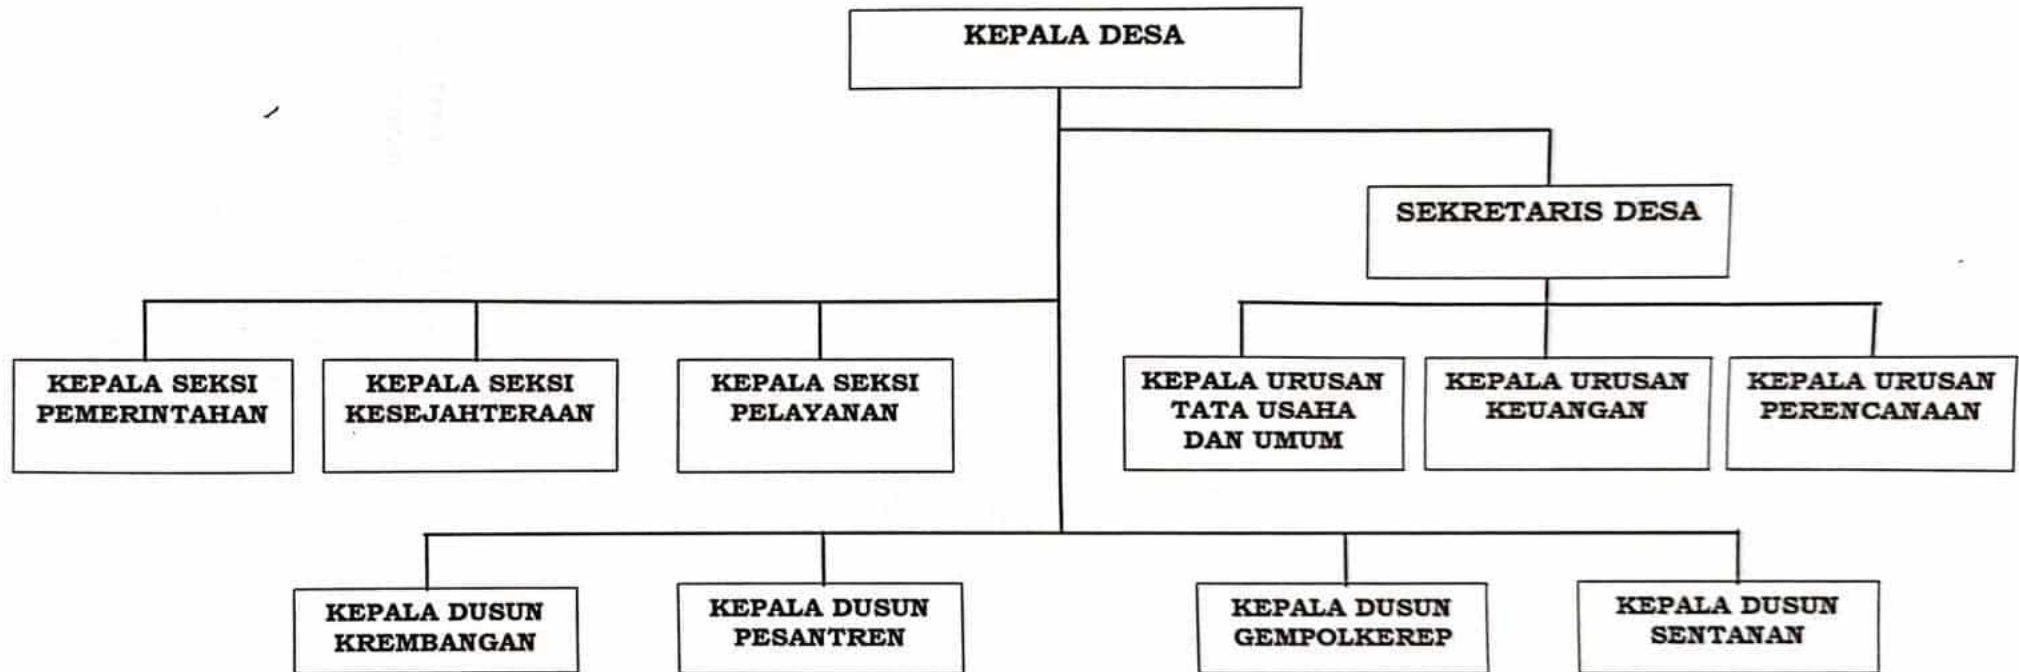 KEPALA DESA
SEKRETARIS DESA
KEPALA SEKSI
PEMERINTAHAN
KEPALA SEKSI
KESEJAHTERAAN
KEPALA SEKSI
PELAYANAN
KEPALA URUSAN
TATA USAHA
DAN UMUM
KEPALA URUSAN
KEUANGAN
KEPALA URUSAN
PERENCANAAN
KEPALA DUSUN
KREMBANGAN
KEPALA DUSUN
PESANTREN
KEPALA DUSUN
GEMPOLKEREP
KEPALA DUSUN
SENTANAN